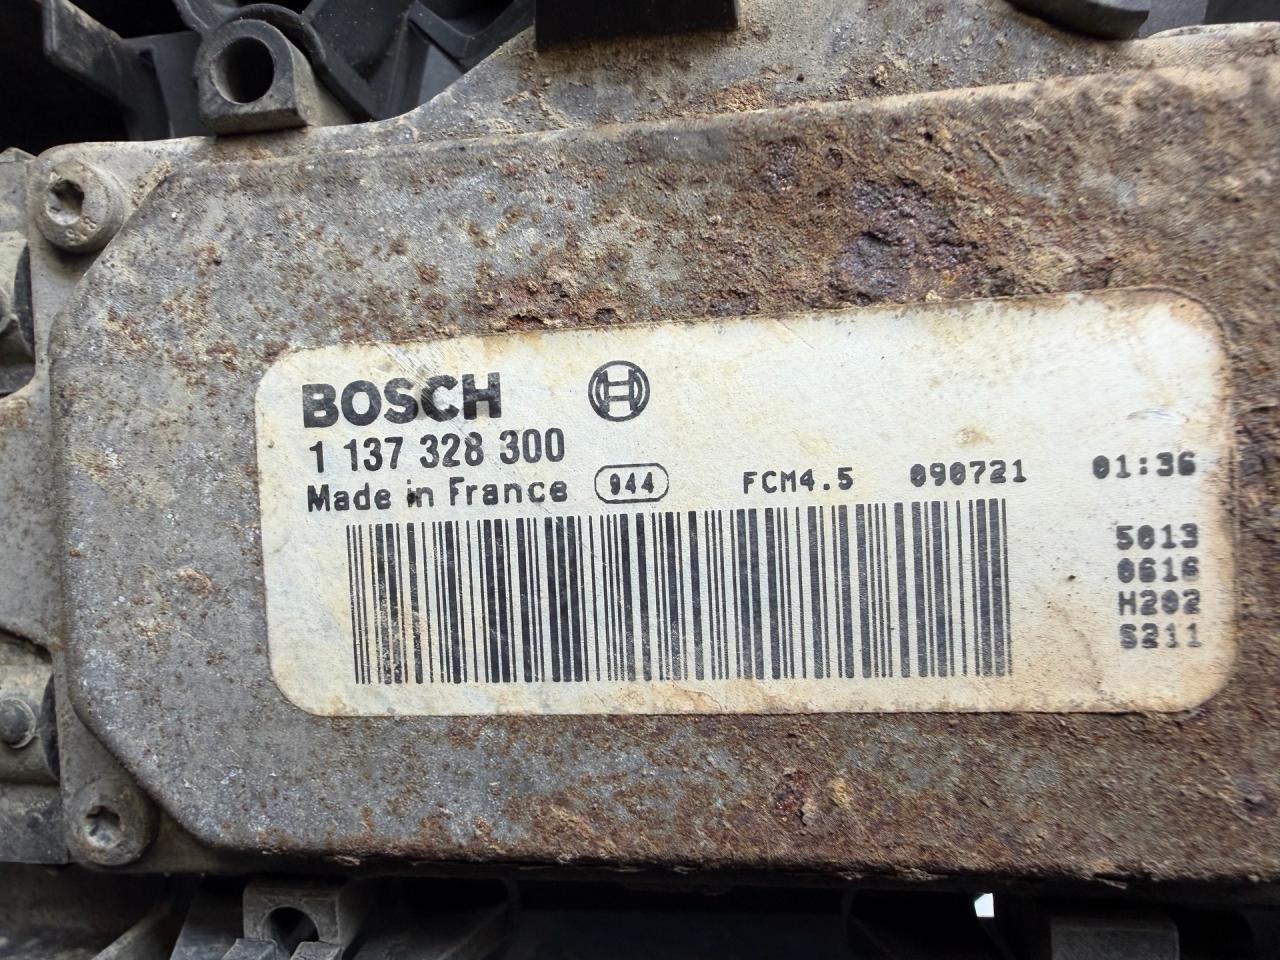 BOSCH
1 137 328 300
Made in France 944 FCM4.5 090721 01:36
5013
0616
H202
S211